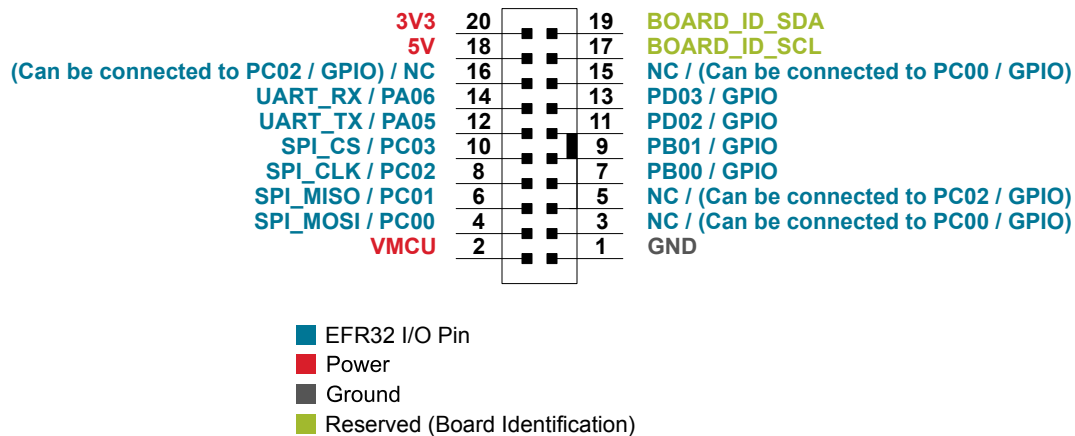 3V3 20 19 BOARD_ID_SDA
5V 18 17 BOARD_ID_SCL
(Can be connected to PC02 / GPIO) / NC 16 15 NC / (Can be connected to PC00 / GPIO)
UART_RX / PA06 14 13 PD03 / GPIO
UART_TX / PA05 12 11 PD02 / GPIO
SPI_CS / PC03 10 9 PB01 / GPIO
SPI_CLK / PC02 8 7 PB00 / GPIO
SPI_MISO / PC01 6 5 NC / (Can be connected to PC02 / GPIO)
SPI_MOSI / PC00 4 3 NC / (Can be connected to PC00 / GPIO)
VMCU 2 1 GND
EFR32 I/O Pin
Power
Ground
Reserved (Board Identification)